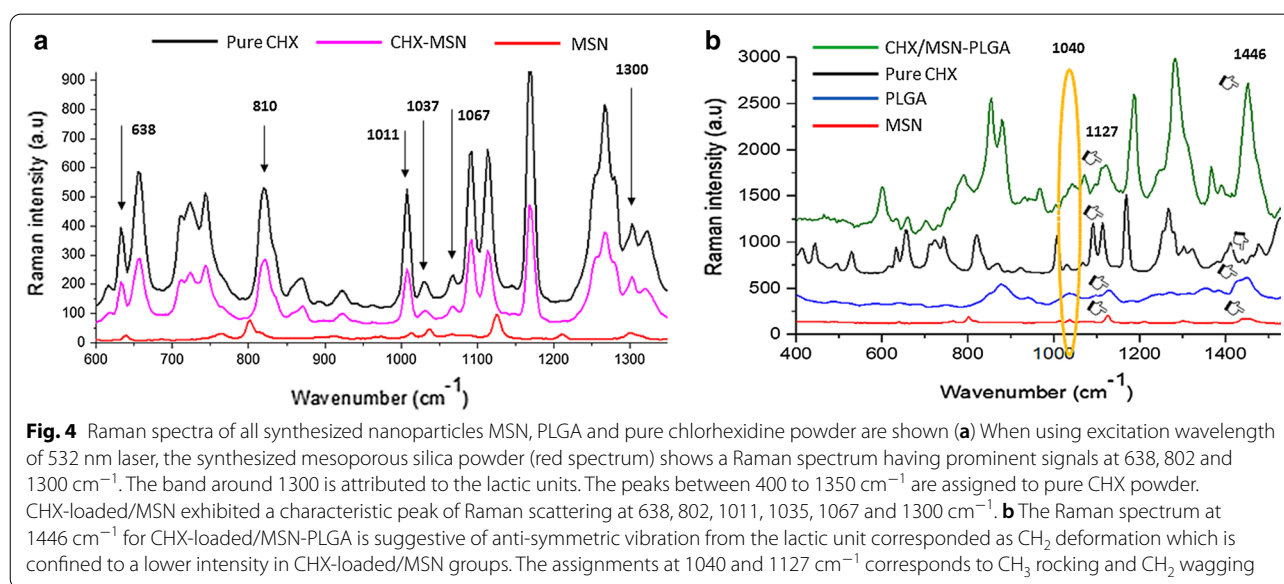 a
Pure CHX
CHX-MSN
MSN
Raman intensity (a.u)
900
800
700
600
500
400
300
200
100
0
638
810
1011
1037
1067
1300
600
700
800
900
1000
1100
1200
1300
Wavenumber (cm⁻¹)
b
CHX/MSN-PLGA
Pure CHX
PLGA
MSN
Raman intensity (a.u)
3000
2500
2000
1500
1000
500
0
1040
1127
1446
400
600
800
1000
1200
1400
Wavenumber (cm⁻¹)
Fig. 4 Raman spectra of all synthesized nanoparticles MSN, PLGA and pure chlorhexidine powder are shown (a) When using excitation wavelength
of 532 nm laser, the synthesized mesoporous silica powder (red spectrum) shows a Raman spectrum having prominent signals at 638, 802 and
1300 cm⁻¹. The band around 1300 is attributed to the lactic units. The peaks between 400 to 1350 cm⁻¹ are assigned to pure CHX powder.
CHX-loaded/MSN exhibited a characteristic peak of Raman scattering at 638, 802, 1011, 1035, 1067 and 1300 cm⁻¹. b The Raman spectrum at
1446 cm⁻¹ for CHX-loaded/MSN-PLGA is suggestive of anti-symmetric vibration from the lactic unit corresponded as CH₂ deformation which is
confined to a lower intensity in CHX-loaded/MSN groups. The assignments at 1040 and 1127 cm⁻¹ corresponds to CH₃ rocking and CH₂ wagging